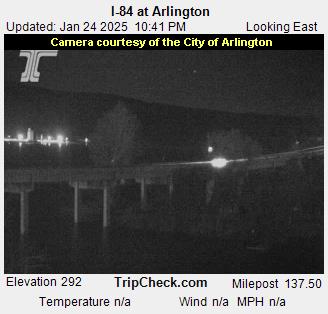 I-84 at Arlington
Updated: Jan 24 2025 10:41 PM Looking East
Camera courtesy of the City of Arlington
Elevation 292 TripCheck.com Milepost 137.50
Temperature n/a Wind n/a MPH n/a